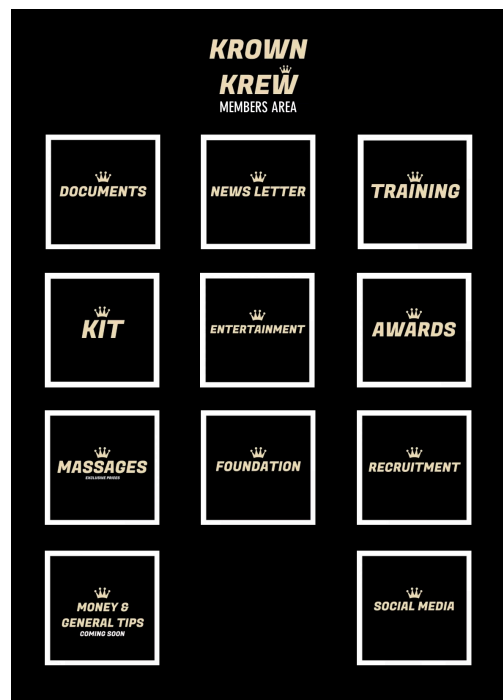 KROWN
KREW
MEMBERS AREA
DOCUMENTS
NEWS LETTER
TRAINING
KIT
ENTERTAINMENT
AWARDS
MASSAGES
EXCLUSIVE PRICES
FOUNDATION
RECRUITMENT
MONEY &
GENERAL TIPS
COMING SOON
SOCIAL MEDIA